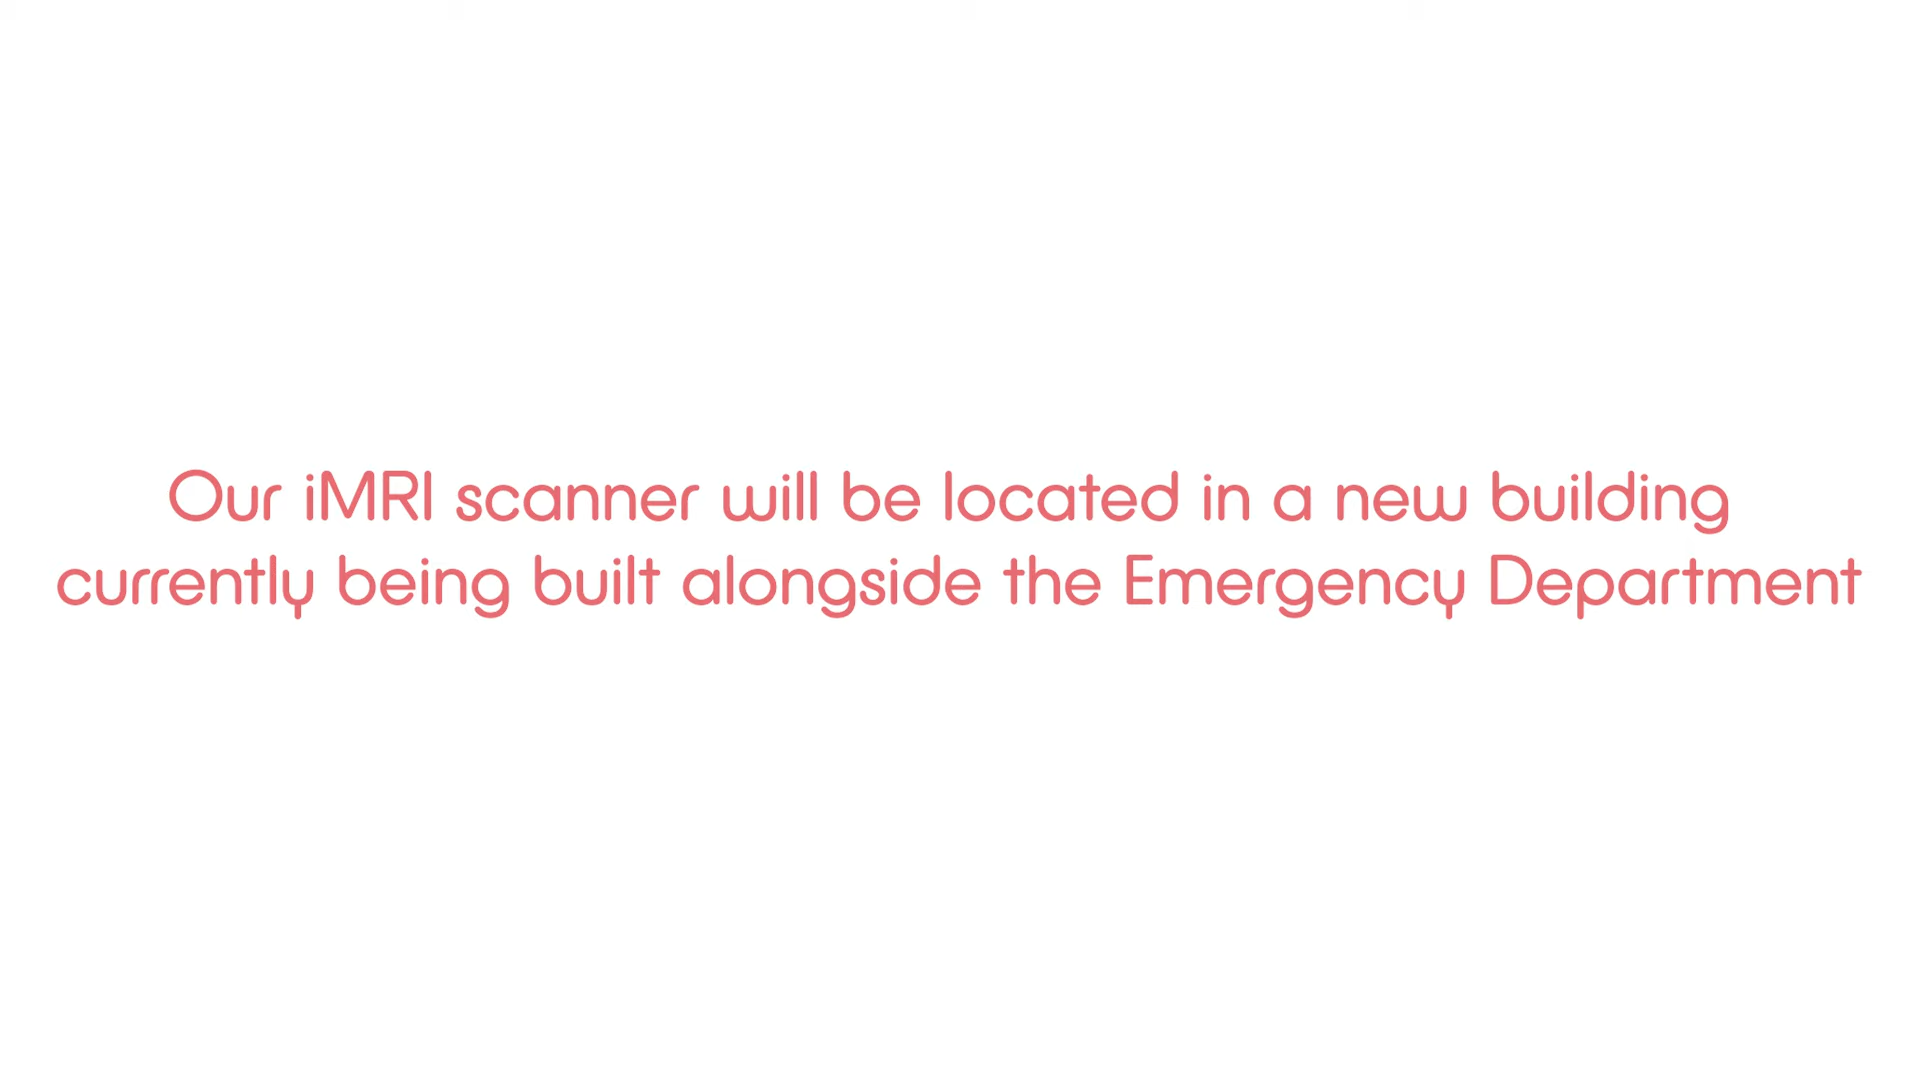 Our iMRI scanner will be located in a new building
currently being built alongside the Emergency Department